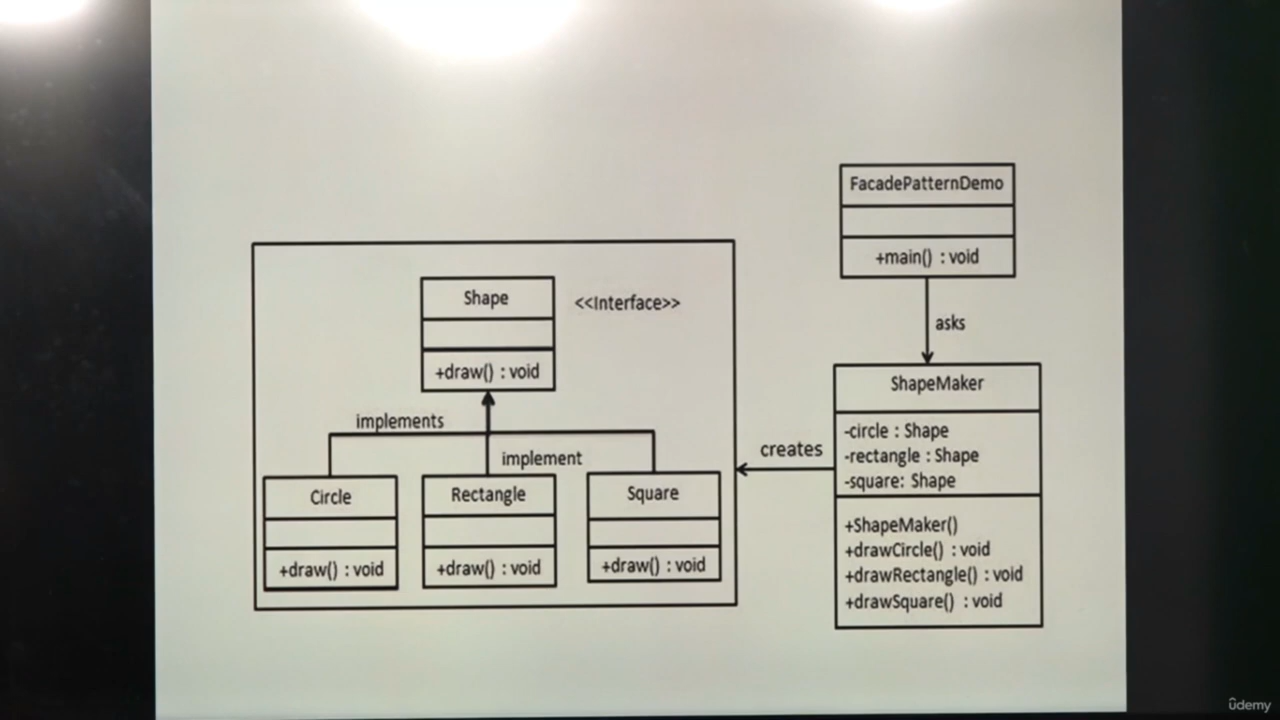 FacadePatternDemo
+main() : void
asks
Shape
<<Interface>>
+draw() : void
implements
implement
Circle
+draw() : void
Rectangle
+draw() : void
Square
+draw() : void
creates
ShapeMaker
-circle : Shape
-rectangle : Shape
-square: Shape
+ShapeMaker()
+drawCircle() : void
+drawRectangle() : void
+drawSquare() : void
ûdemy